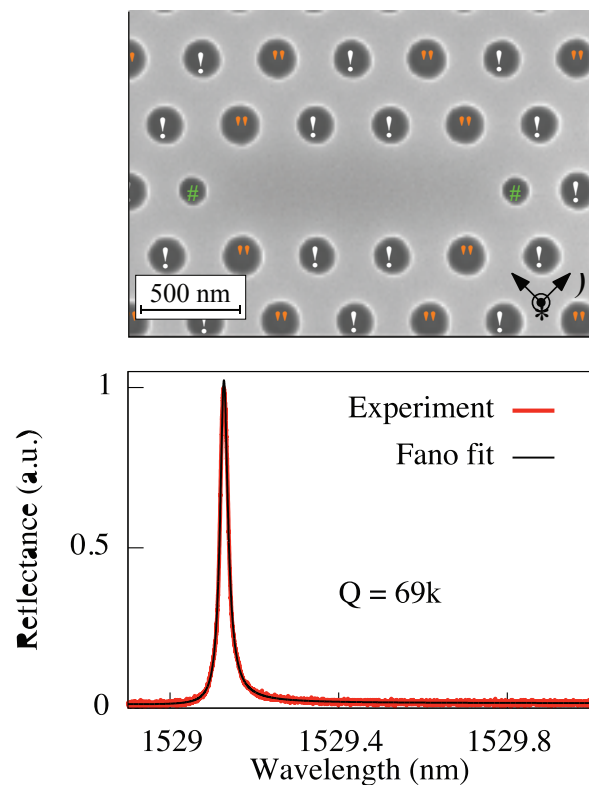 " ! " ! " ! "
! " ! ! " !
# # !
! " ! ! " !
500 nm
)
*
" ! " ! " ! "
1
Experiment
Fano fit
Reflectance (a.u.)
0.5
Q = 69k
0
1529 1529.4 1529.8
Wavelength (nm)